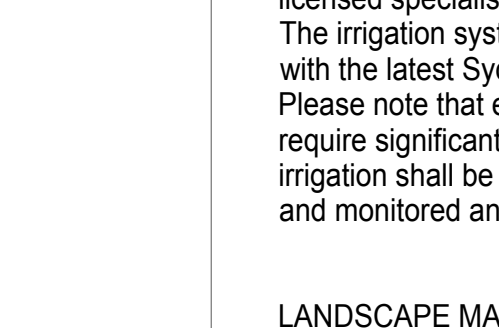 licensed specialis
The irrigation syst
with the latest Syd
Please note that e
require significant
irrigation shall be
and monitored an
LANDSCAPE MA